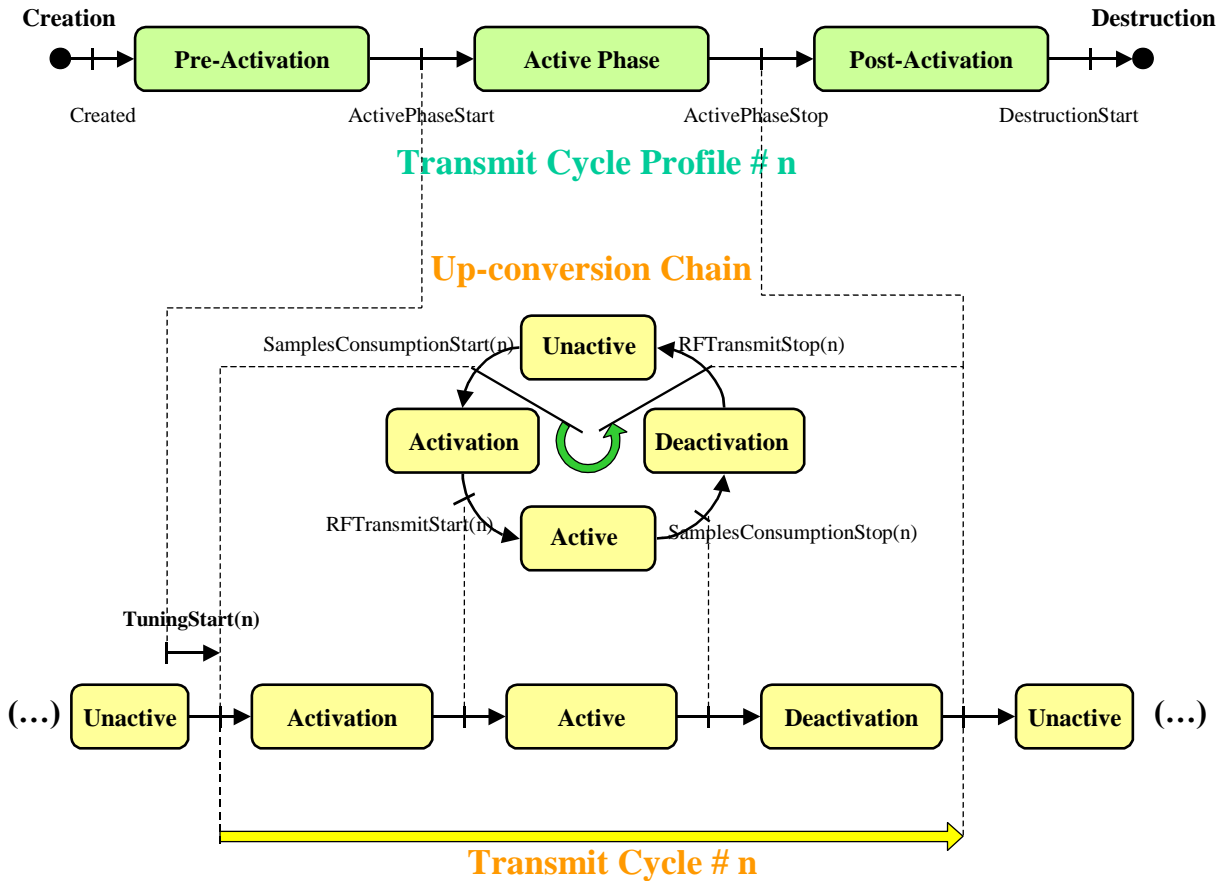 Creation
Destruction
Pre-Activation
Active Phase
Post-Activation
Created
ActivePhaseStart
ActivePhaseStop
DestructionStart
Transmit Cycle Profile # n
Up-conversion Chain
SamplesConsumptionStart(n)
Unactive
RFTransmitStop(n)
Activation
Deactivation
RFTransmitStart(n)
Active
SamplesConsumptionStop(n)
TuningStart(n)
(…)
Unactive
Activation
Active
Deactivation
Unactive
(…)
Transmit Cycle # n